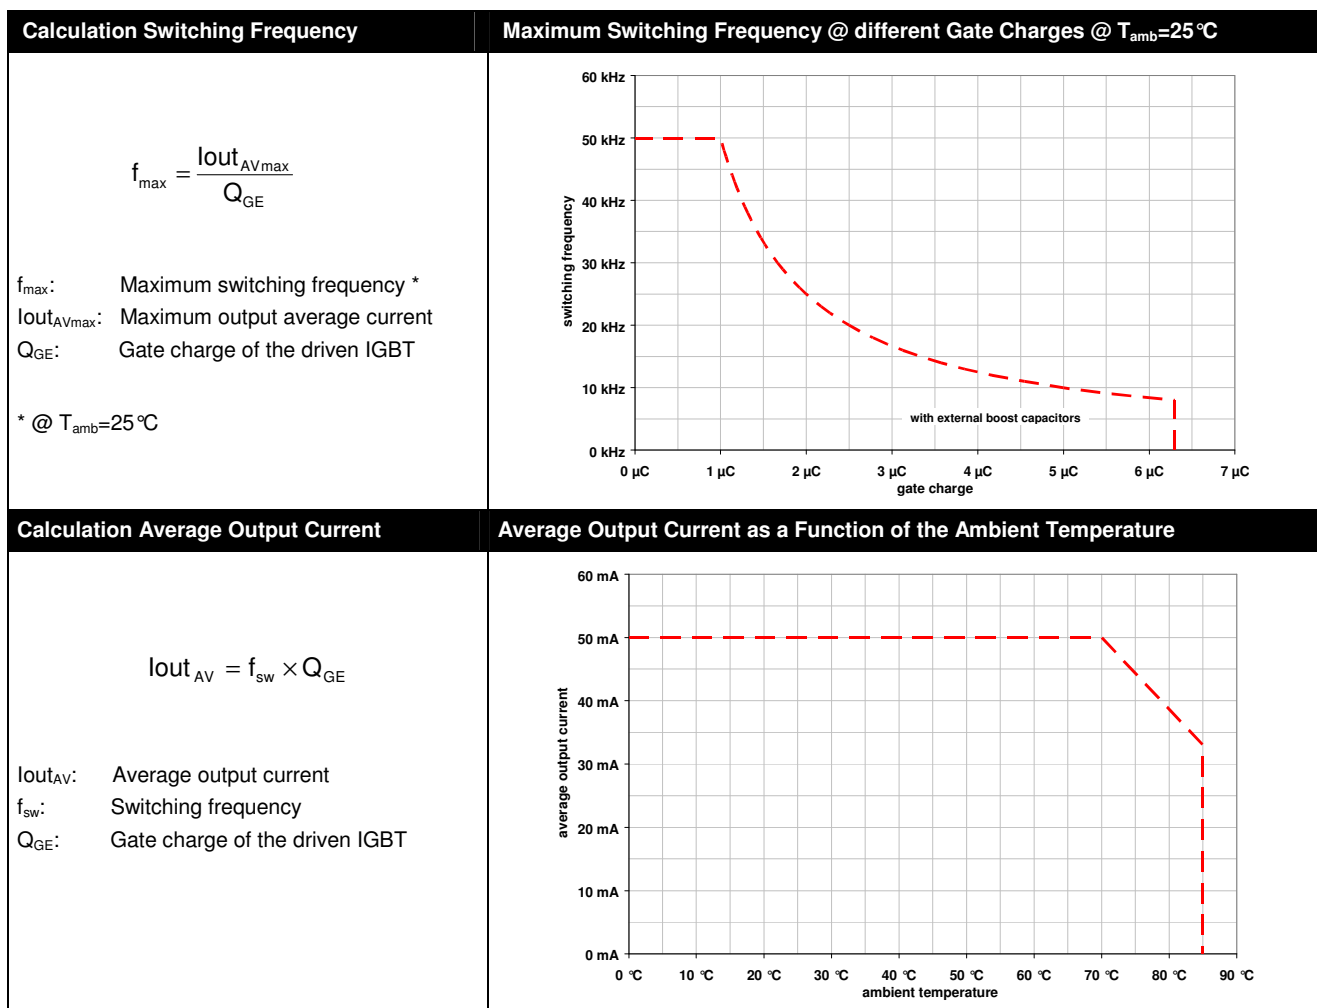 Calculation Switching Frequency
Maximum Switching Frequency @ different Gate Charges @ Tamb=25°C
fmax = IoutAVmax / QGE
fmax: Maximum switching frequency *
IoutAVmax: Maximum output average current
QGE: Gate charge of the driven IGBT
* @ Tamb=25°C
60 kHz
50 kHz
40 kHz
30 kHz
20 kHz
10 kHz
0 kHz
switching frequency
with external boost capacitors
0 µC 1 µC 2 µC 3 µC 4 µC 5 µC 6 µC 7 µC
gate charge
Calculation Average Output Current
Average Output Current as a Function of the Ambient Temperature
IoutAV = fsw × QGE
IoutAV: Average output current
fsw: Switching frequency
QGE: Gate charge of the driven IGBT
60 mA
50 mA
40 mA
30 mA
20 mA
10 mA
0 mA
average output current
0 °C 10 °C 20 °C 30 °C 40 °C 50 °C 60 °C 70 °C 80 °C 90 °C
ambient temperature